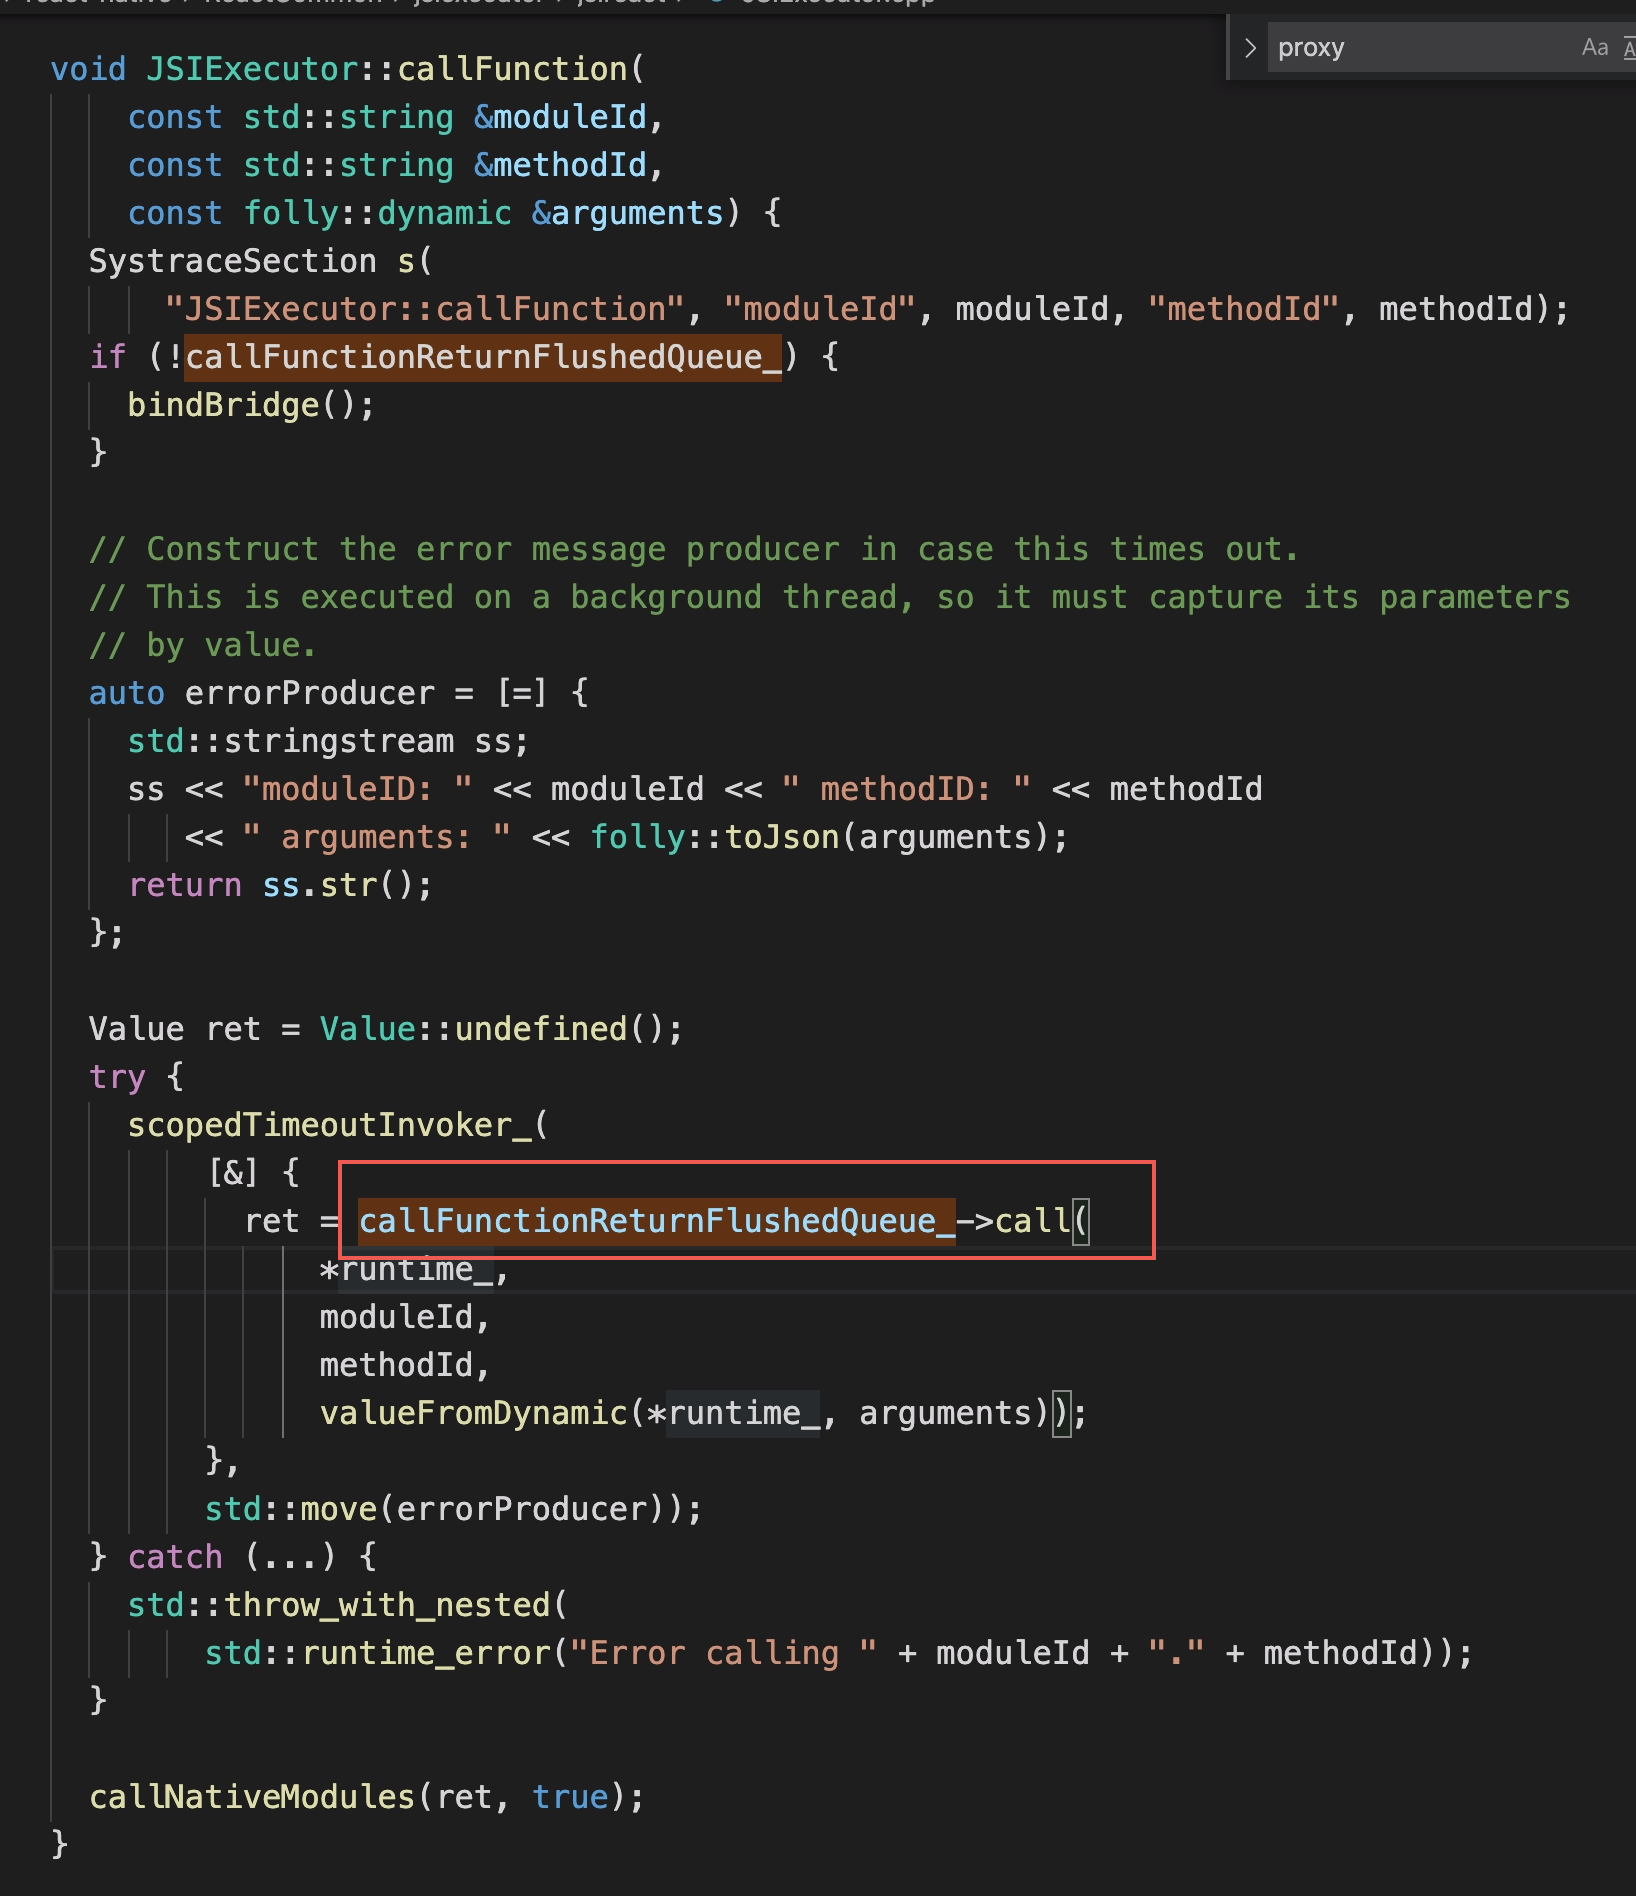 proxy
Aa
void JSIExecutor::callFunction(
const std::string &moduleId,
const std::string &methodId,
const folly::dynamic &arguments) {
SystraceSection s(
"JSIExecutor::callFunction", "moduleId", moduleId, "methodId", methodId);
if (!callFunctionReturnFlushedQueue_) {
bindBridge();
}
// Construct the error message producer in case this times out.
// This is executed on a background thread, so it must capture its parameters
// by value.
auto errorProducer = [=] {
std::stringstream ss;
ss << "moduleID: " << moduleId << " methodID: " << methodId
<< " arguments: " << folly::toJson(arguments);
return ss.str();
};
Value ret = Value::undefined();
try {
scopedTimeoutInvoker_(
[&] {
ret = callFunctionReturnFlushedQueue_->call(
*runtime_,
moduleId,
methodId,
valueFromDynamic(*runtime_, arguments));
},
std::move(errorProducer));
} catch (...) {
std::throw_with_nested(
std::runtime_error("Error calling " + moduleId + "." + methodId));
}
callNativeModules(ret, true);
}